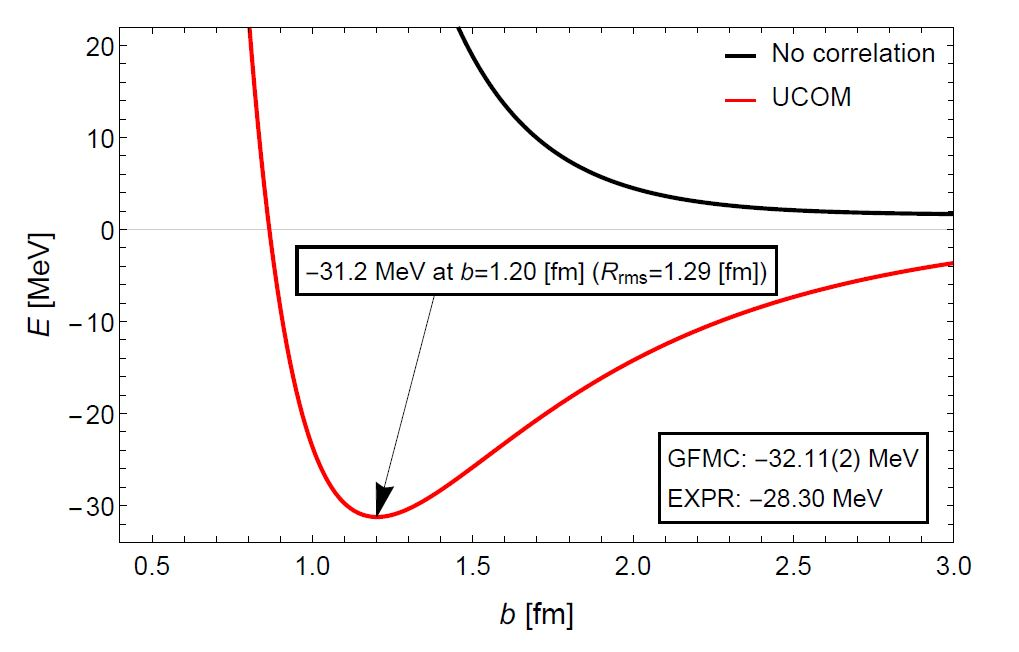 No correlation
UCOM
20
10
0
−10
−20
−30
E [MeV]
−31.2 MeV at b=1.20 [fm] (Rrms=1.29 [fm])
GFMC: −32.11(2) MeV
EXPR: −28.30 MeV
0.5 1.0 1.5 2.0 2.5 3.0
b [fm]